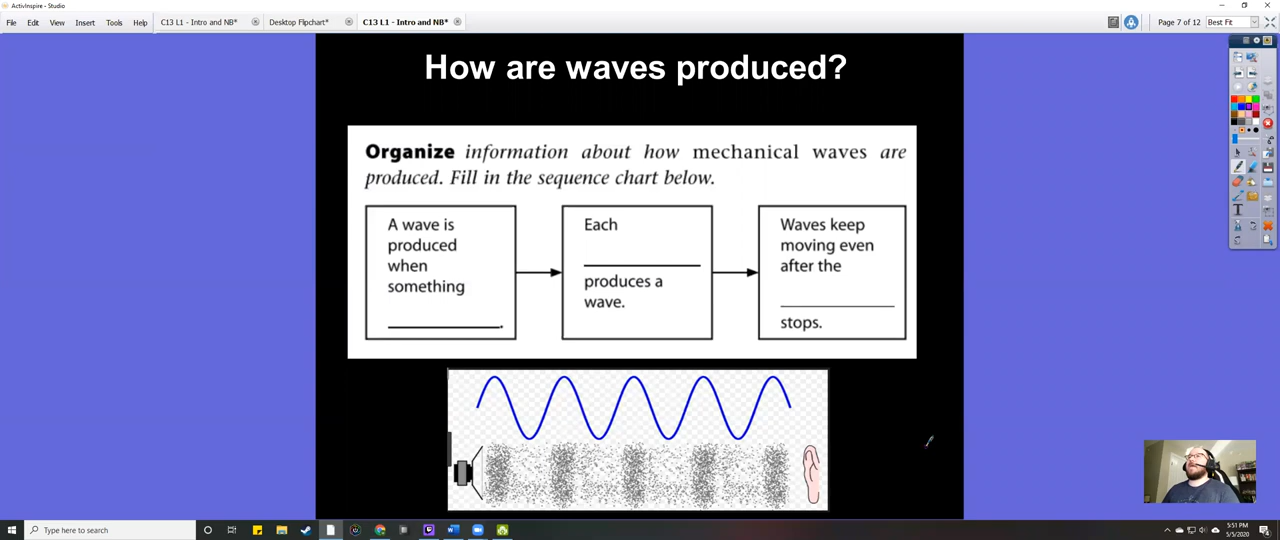 ActivInspire - Studio
File Edit View Insert Tools Help
C13 L1 - Intro and NB*
Desktop Flipchart*
C13 L1 - Intro and NB*
Page 7 of 12
Best Fit
How are waves produced?
Organize information about how mechanical waves are
produced. Fill in the sequence chart below.
A wave is
produced
when
something
.
Each
produces a
wave.
Waves keep
moving even
after the
stops.
Type here to search
5:51 PM
5/5/2020